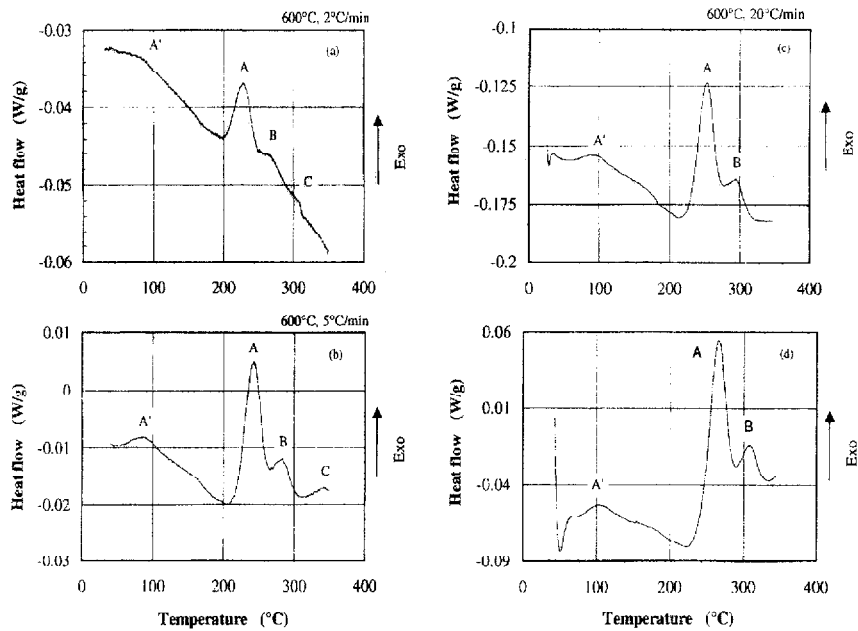 600°C, 2°C/min
(a)
A'
A
B
C
-0.03
-0.04
-0.05
-0.06
Heat flow (W/g)
Exo
0 100 200 300 400
600°C, 20°C/min
(c)
A'
A
B
-0.1
-0.125
-0.15
-0.175
-0.2
Heat flow (W/g)
Exo
0 100 200 300 400
600°C, 5°C/min
(b)
A'
A
B
C
0.01
0
-0.01
-0.02
-0.03
Heat flow (W/g)
Exo
0 100 200 300 400
Temperature (°C)
(d)
A'
A
B
0.06
0.01
-0.04
-0.09
Heat flow (W/g)
Exo
0 100 200 300 400
Temperature (°C)